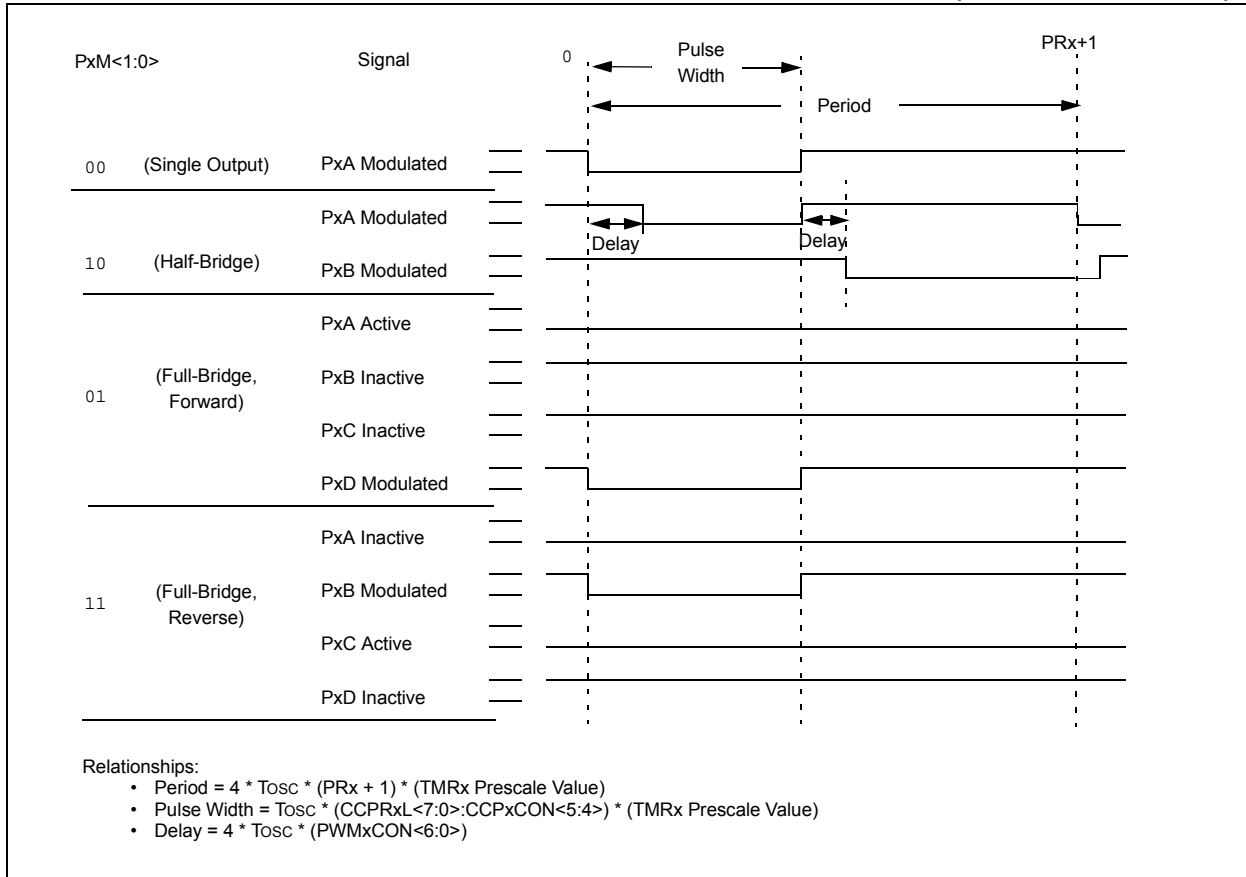 PxM<1:0>
Signal
0
Pulse
Width
PRx+1
Period
00
(Single Output)
PxA Modulated
PxA Modulated
Delay
Delay
10
(Half-Bridge)
PxB Modulated
PxA Active
01
(Full-Bridge,
Forward)
PxB Inactive
PxC Inactive
PxD Modulated
PxA Inactive
11
(Full-Bridge,
Reverse)
PxB Modulated
PxC Active
PxD Inactive
Relationships:
• Period = 4 * TOSC * (PRx + 1) * (TMRx Prescale Value)
• Pulse Width = TOSC * (CCPRxL<7:0>:CCPxCON<5:4>) * (TMRx Prescale Value)
• Delay = 4 * TOSC * (PWMxCON<6:0>)